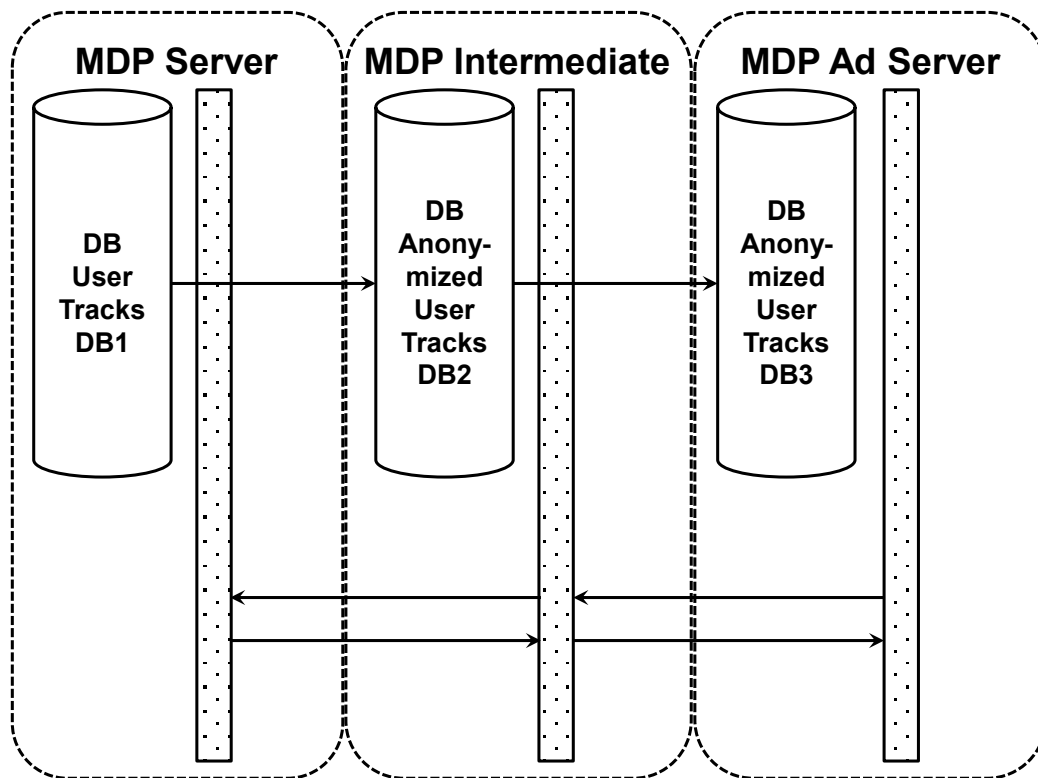 MDP Server
MDP Intermediate
MDP Ad Server
DB
User
Tracks
DB1
DB
Anony-
mized
User
Tracks
DB2
DB
Anony-
mized
User
Tracks
DB3